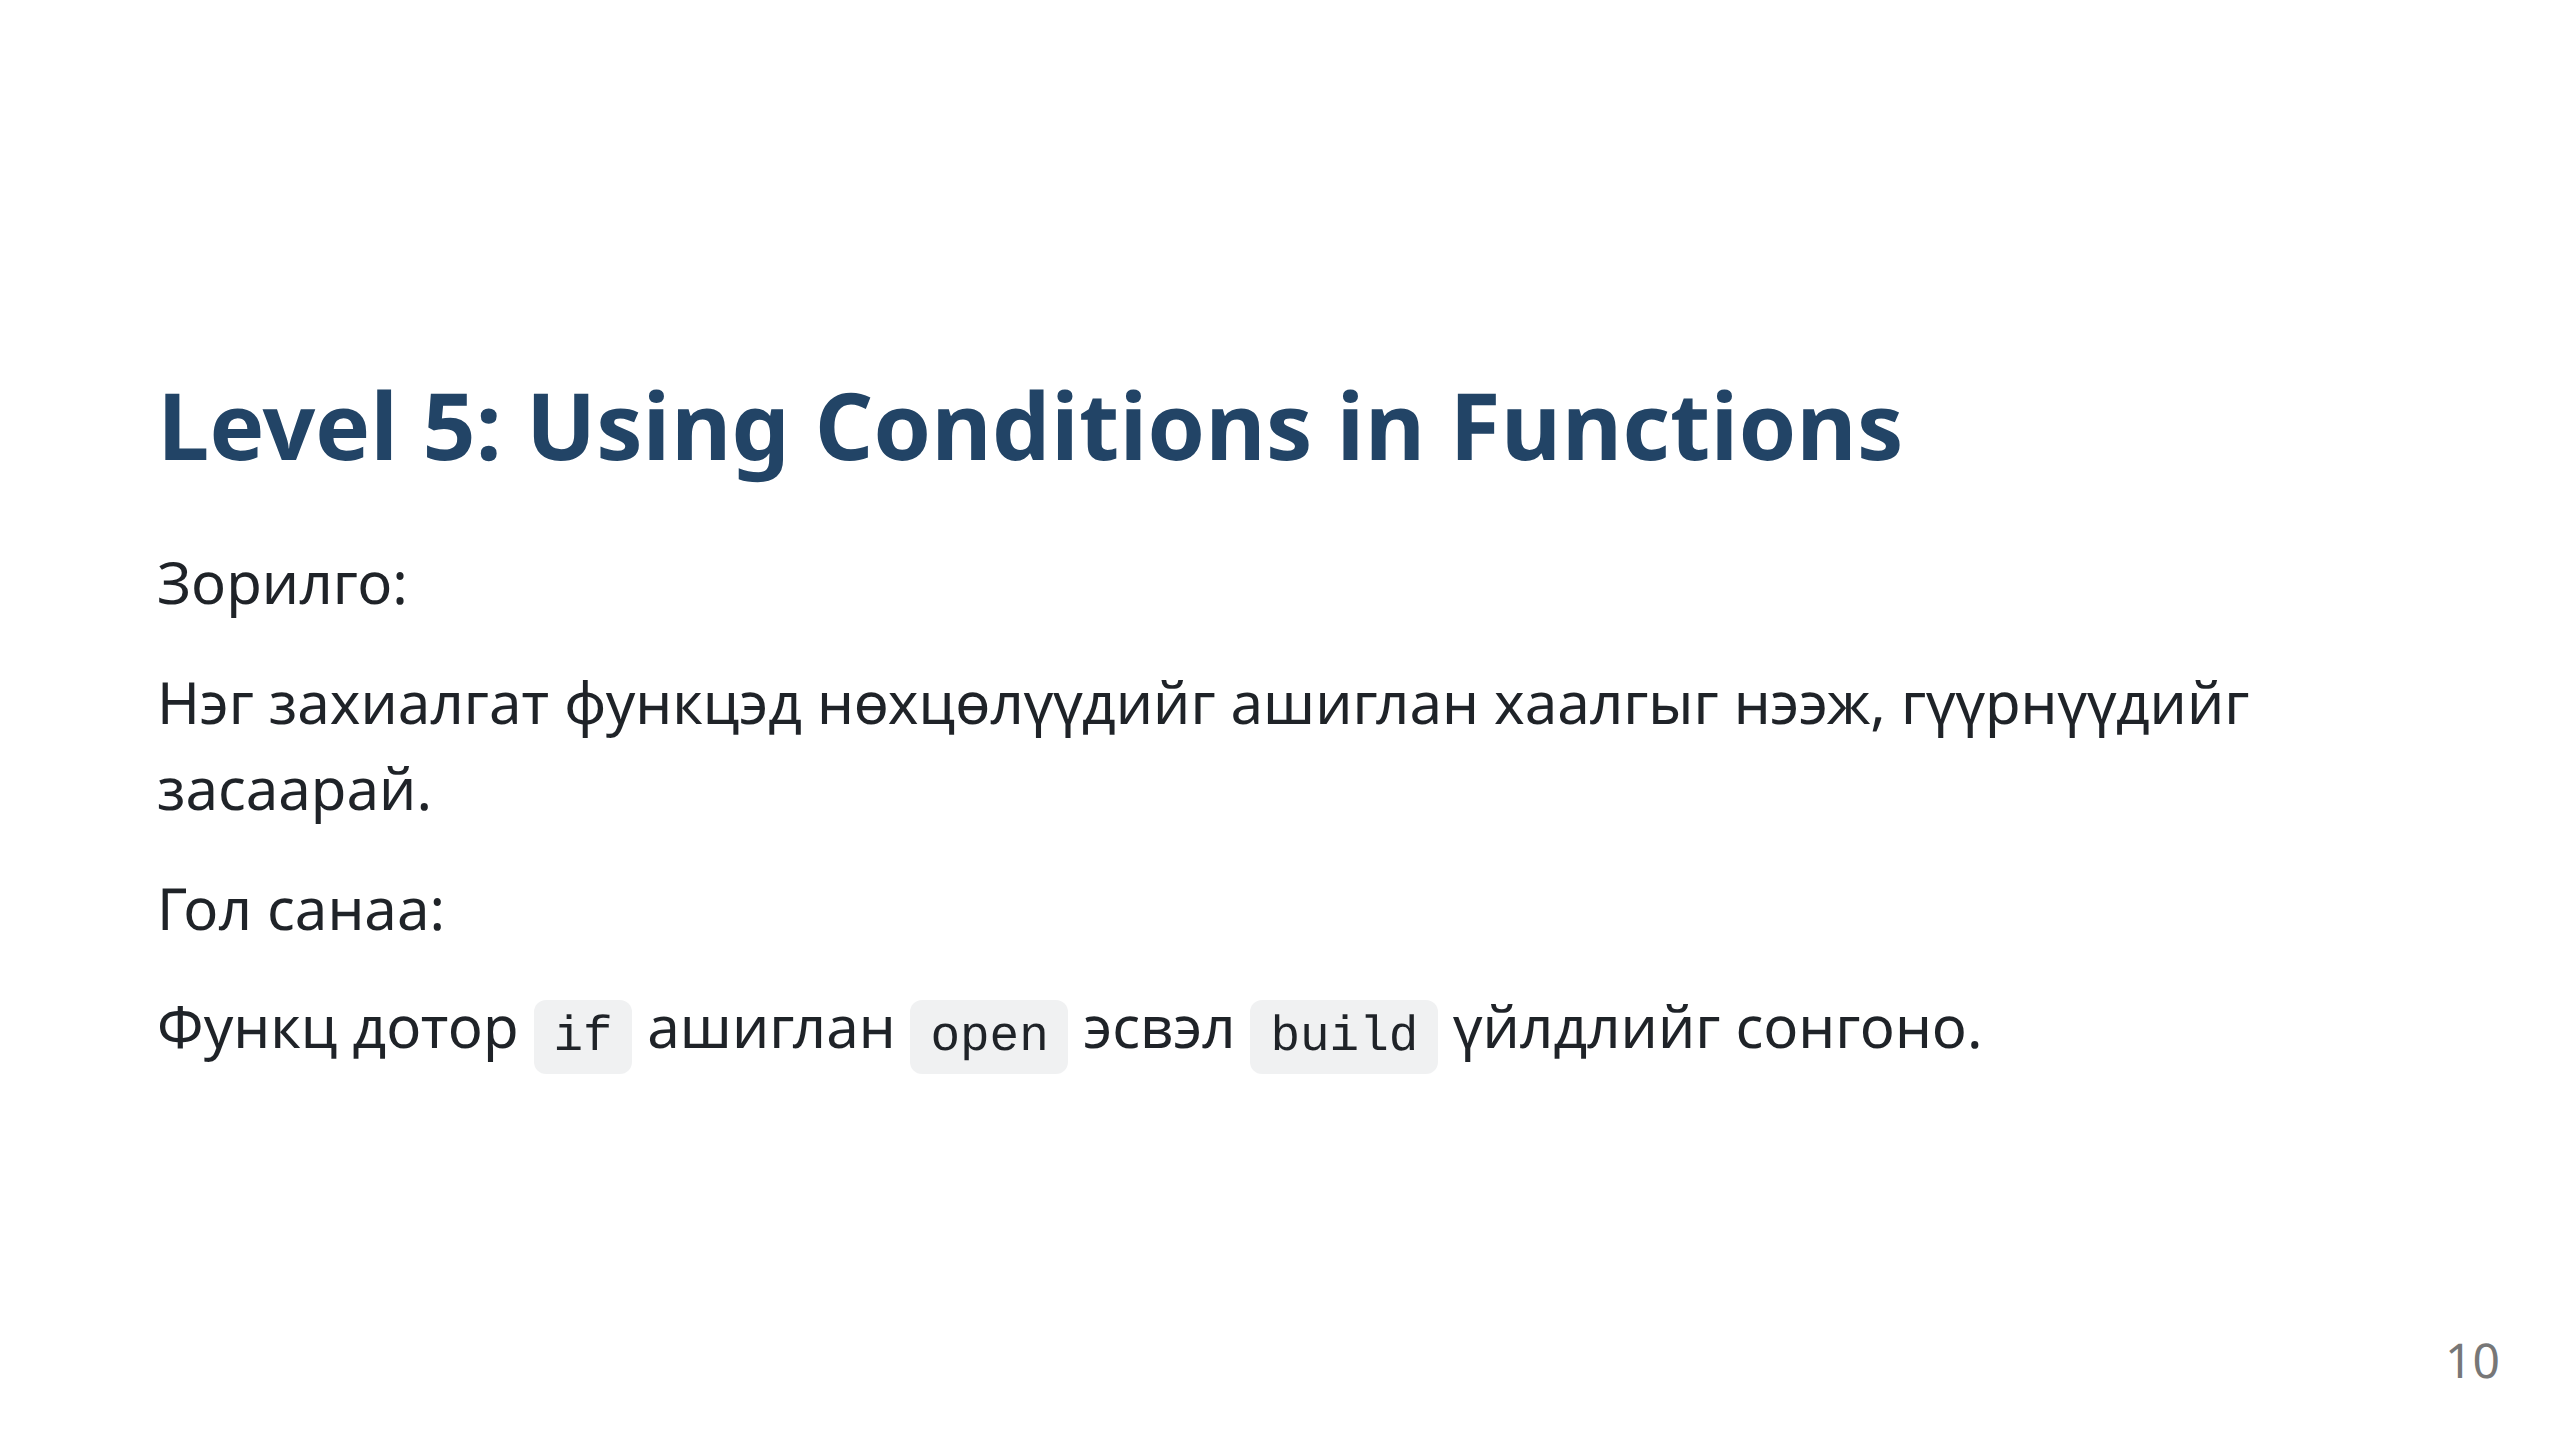 Level 5: Using Conditions in Functions
Зорилго:
Нэг захиалгат функцэд нөхцөлүүдийг ашиглан хаалгыг нээж, гүүрнүүдийг
засаарай.
Гол санаа:
Функц дотор if ашиглан open эсвэл build үйлдлийг сонгоно.
10